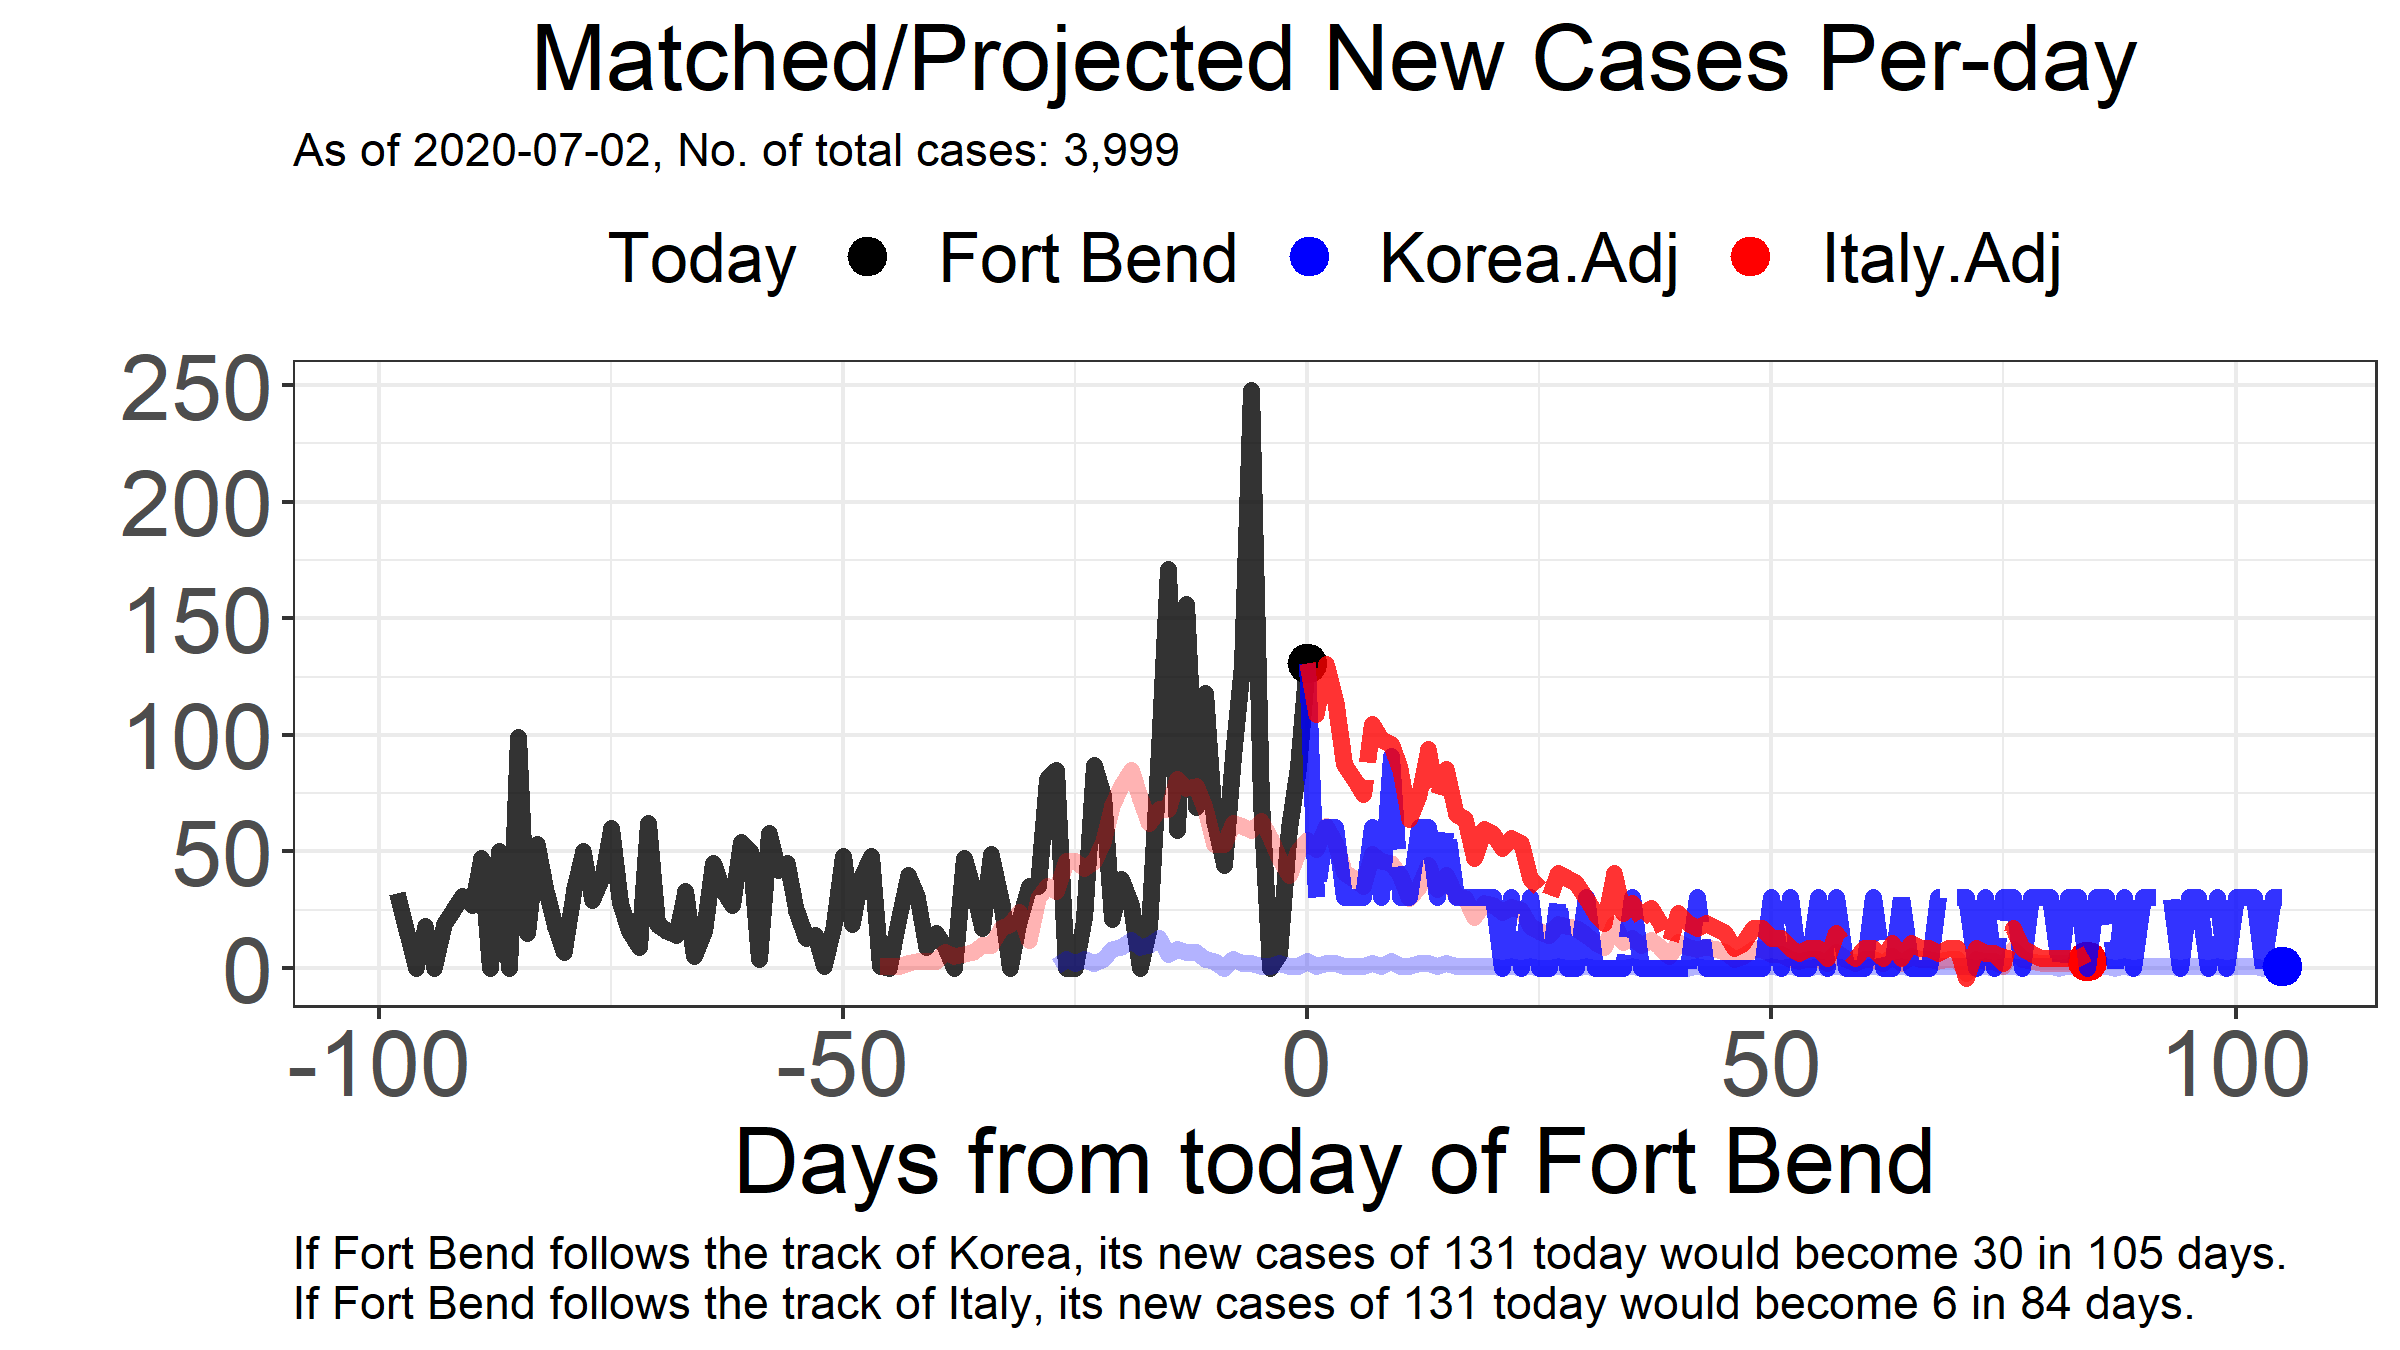 Matched/Projected New Cases Per-day
As of 2020-07-02, No. of total cases: 3,999
Today Fort Bend Korea.Adj Italy.Adj
250
200
150
100
50
0
-100 -50 0 50 100
Days from today of Fort Bend
If Fort Bend follows the track of Korea, its new cases of 131 today would become 30 in 105 days.
If Fort Bend follows the track of Italy, its new cases of 131 today would become 6 in 84 days.